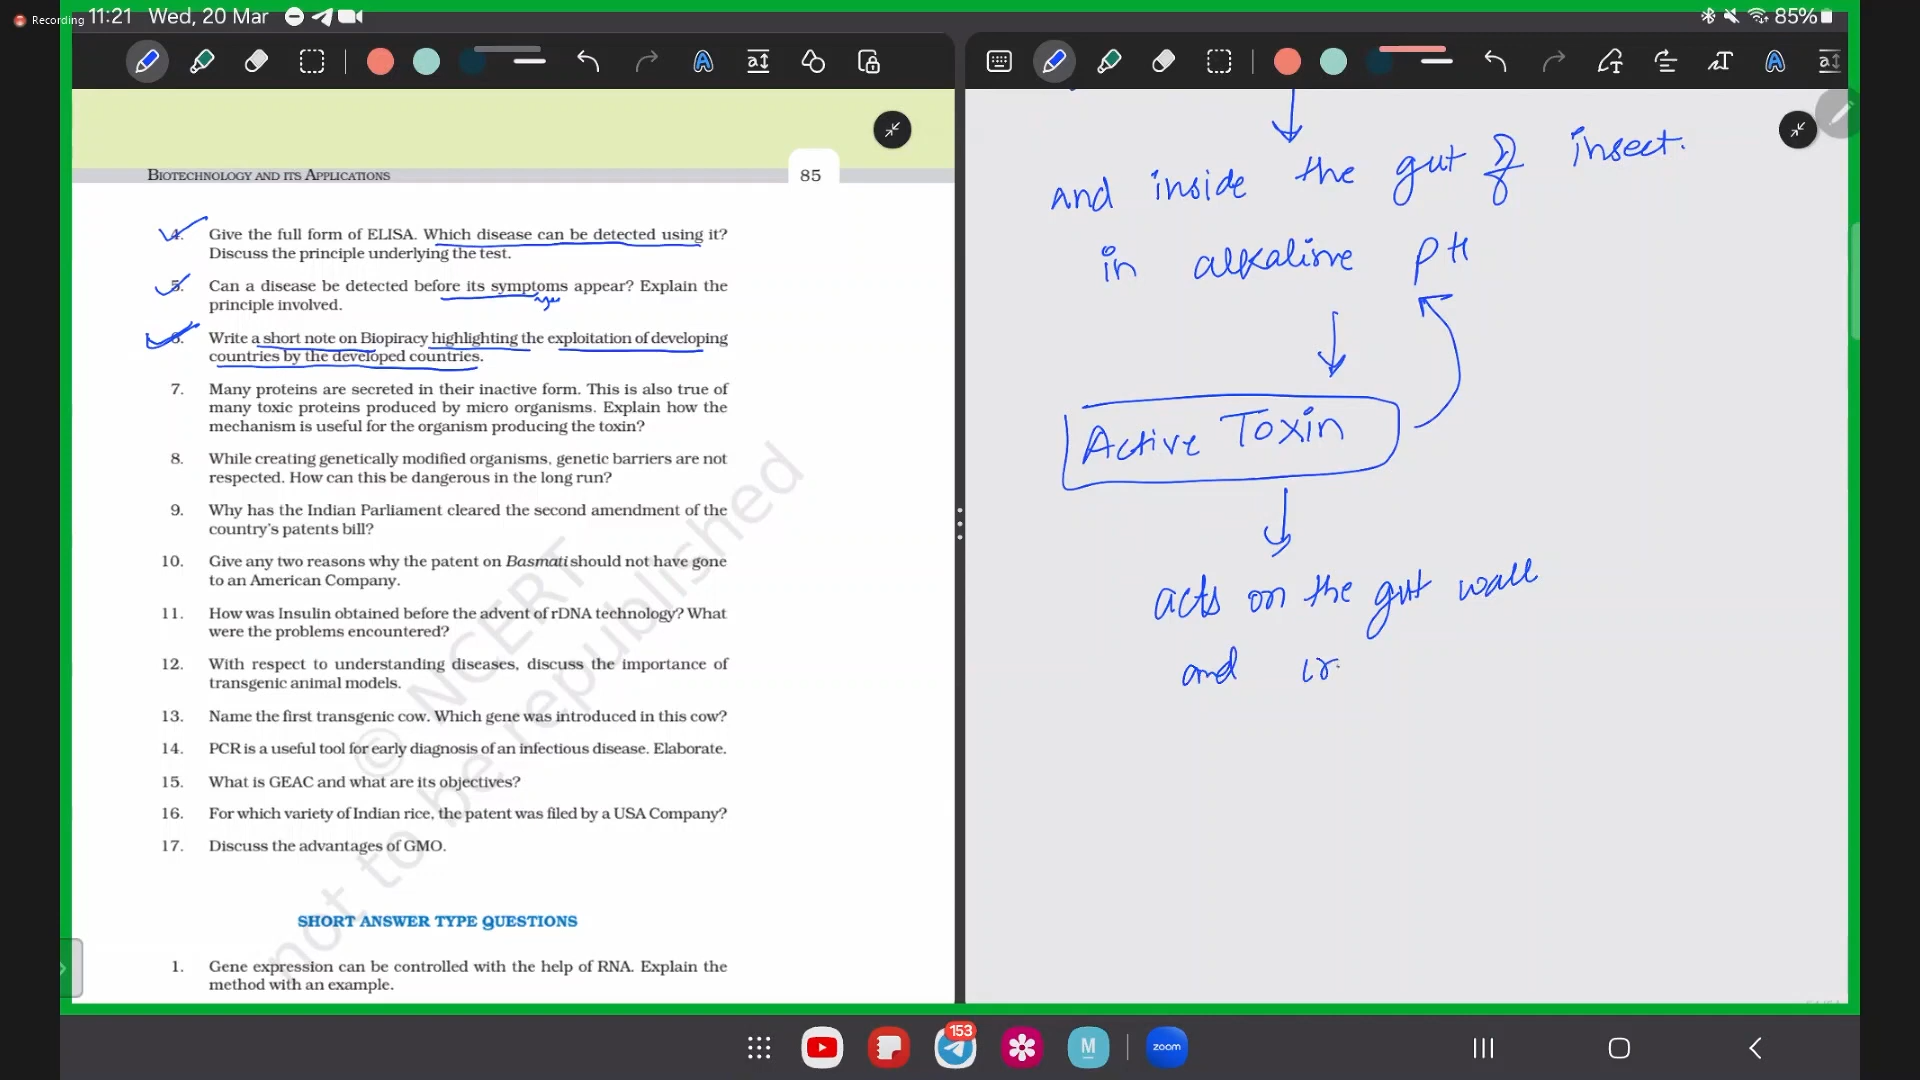 Recording 11:21 Wed, 20 Mar
85%
BIOTECHNOLOGY AND ITS APPLICATIONS
85
4. Give the full form of ELISA. Which disease can be detected using it?
Discuss the principle underlying the test.
5. Can a disease be detected before its symptoms appear? Explain the
principle involved.
6. Write a short note on Biopiracy highlighting the exploitation of developing
countries by the developed countries.
7. Many proteins are secreted in their inactive form. This is also true of
many toxic proteins produced by micro organisms. Explain how the
mechanism is useful for the organism producing the toxin?
8. While creating genetically modified organisms, genetic barriers are not
respected. How can this be dangerous in the long run?
9. Why has the Indian Parliament cleared the second amendment of the
country's patents bill?
10. Give any two reasons why the patent on Basmati should not have gone
to an American Company.
11. How was Insulin obtained before the advent of rDNA technology? What
were the problems encountered?
12. With respect to understanding diseases, discuss the importance of
transgenic animal models.
13. Name the first transgenic cow. Which gene was introduced in this cow?
14. PCR is a useful tool for early diagnosis of an infectious disease. Elaborate.
15. What is GEAC and what are its objectives?
16. For which variety of Indian rice, the patent was filed by a USA Company?
17. Discuss the advantages of GMO.
SHORT ANSWER TYPE QUESTIONS
1. Gene expression can be controlled with the help of RNA. Explain the
method with an example.
© NCERT
not to be republished
and inside the gut of insect.
in alkaline pH
Active Toxin
acts on the gut wall
and
153
M
zoom